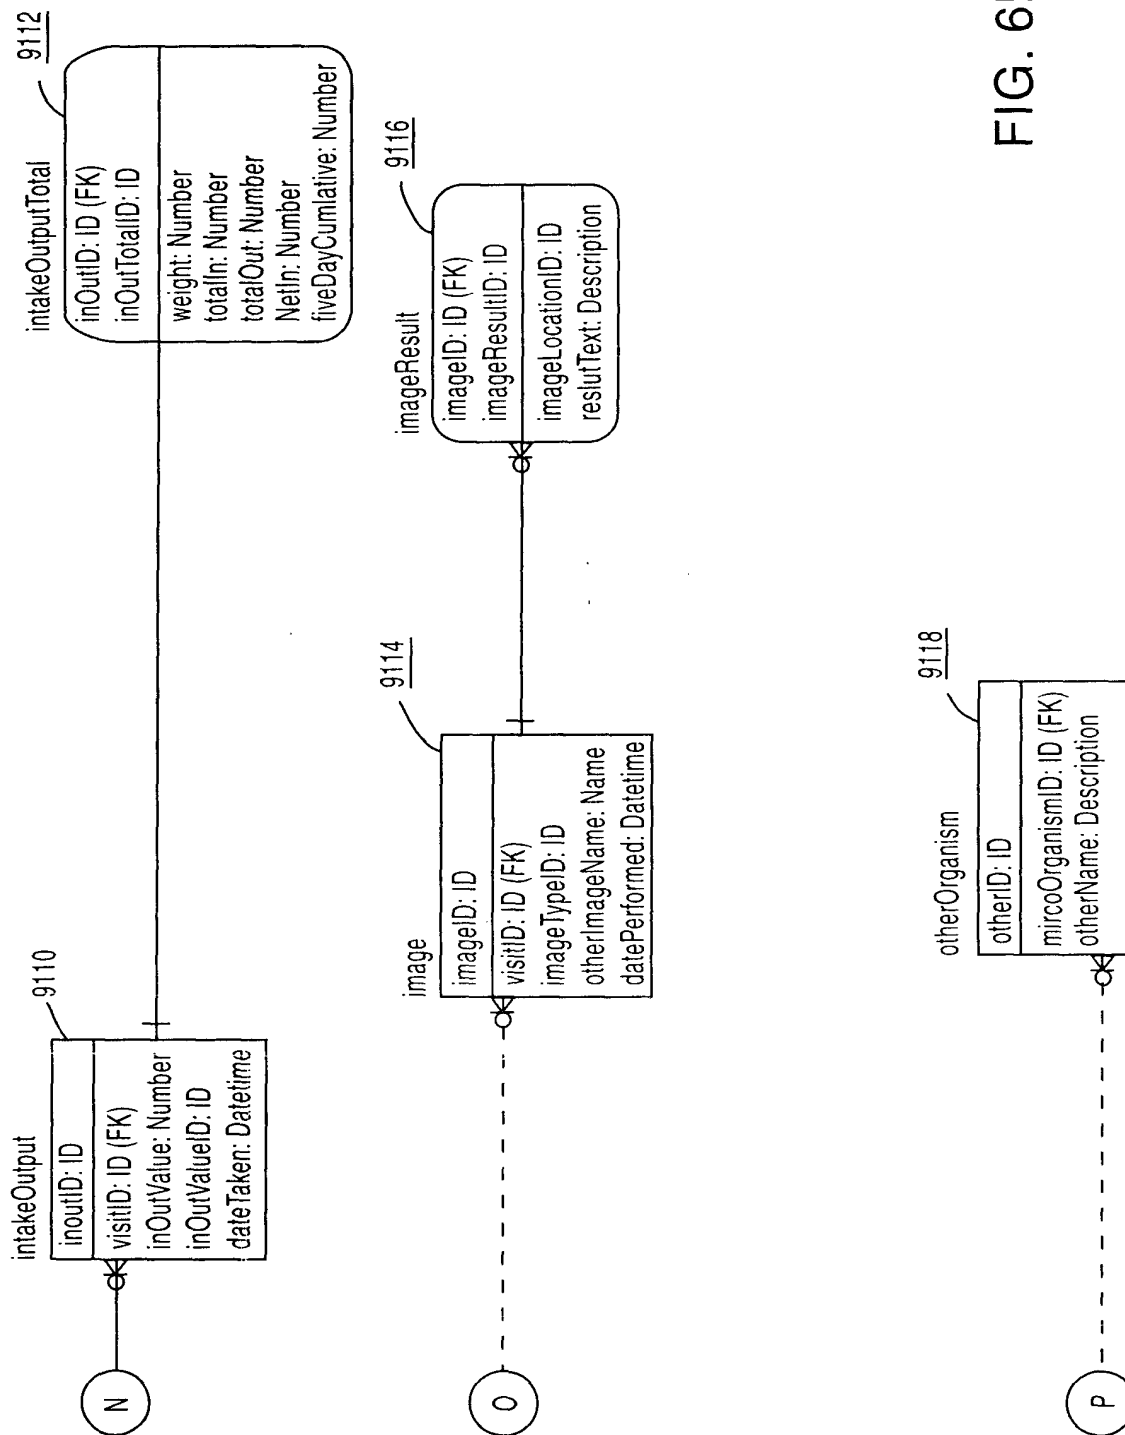 intakeOutput
9110
inoutID: ID
visitID: ID (FK)
inOutValue: Number
inOutValueID: ID
dateTaken: Datetime
N
intakeOutputTotal
9112
inOutID: ID (FK)
inOutTotalID: ID
weight: Number
totalIn: Number
totalOut: Number
NetIn: Number
fiveDayCumlative: Number
image
9114
imageID: ID
visitID: ID (FK)
imageTypeID: ID
otherImageName: Name
datePerformed: Datetime
O
imageResult
9116
imageID: ID (FK)
imageResultID: ID
imageLocationID: ID
reslutText: Description
otherOrganism
9118
otherID: ID
mircoOrganismID: ID (FK)
otherName: Description
P
FIG.